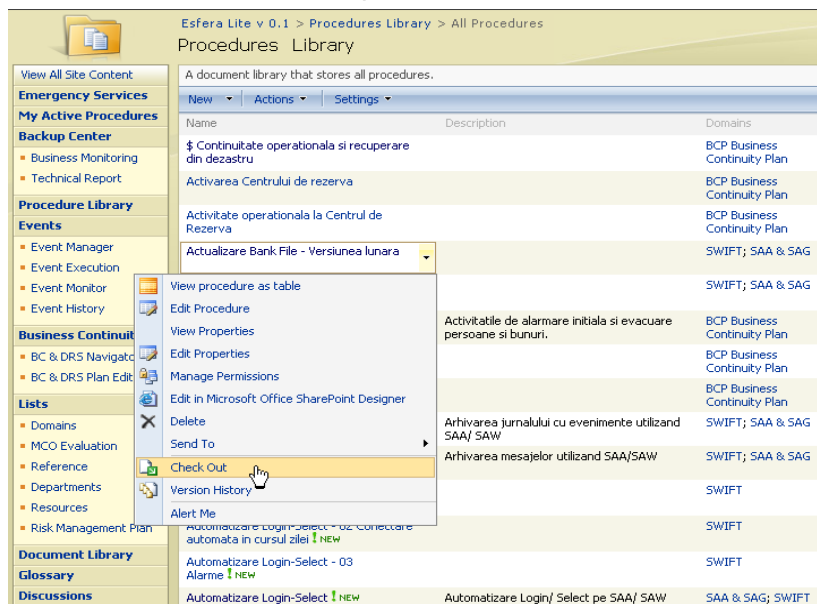 Esfera Lite v 0.1 > Procedures Library > All Procedures
Procedures Library
View All Site Content
Emergency Services
My Active Procedures
Backup Center
Business Monitoring
Technical Report
Procedure Library
Events
Event Manager
Event Execution
Event Monitor
Event History
Business Continuit
BC & DRS Navigato
BC & DRS Plan Edit
Lists
Domains
MCO Evaluation
Reference
Departments
Resources
Risk Management Plan
Document Library
Glossary
Discussions
A document library that stores all procedures.
New Actions Settings
Name Description Domains
$ Continuitate operationala si recuperare
din dezastru
BCP Business
Continuity Plan
Activarea Centrului de rezerva
BCP Business
Continuity Plan
Activitate operationala la Centrul de
Rezerva
BCP Business
Continuity Plan
Actualizare Bank File - Versiunea lunara
SWIFT; SAA & SAG
SWIFT; SAA & SAG
Activitatile de alarmare initiala si evacuare
persoane si bunuri.
BCP Business
Continuity Plan
BCP Business
Continuity Plan
BCP Business
Continuity Plan
Arhivarea jurnalului cu evenimente utilizand
SAA/ SAW
SWIFT; SAA & SAG
Arhivarea mesajelor utilizand SAA/SAW
SWIFT; SAA & SAG
SWIFT
View procedure as table
Edit Procedure
View Properties
Edit Properties
Manage Permissions
Edit in Microsoft Office SharePoint Designer
Delete
Send To
Check Out
Version History
Alert Me
Automatizare Login-Select - 02 Conectare
automata in cursul zilei ! NEW
SWIFT
Automatizare Login-Select - 03
Alarme ! NEW
SWIFT
Automatizare Login-Select ! NEW
Automatizare Login/ Select pe SAA/ SAW
SAA & SAG; SWIFT